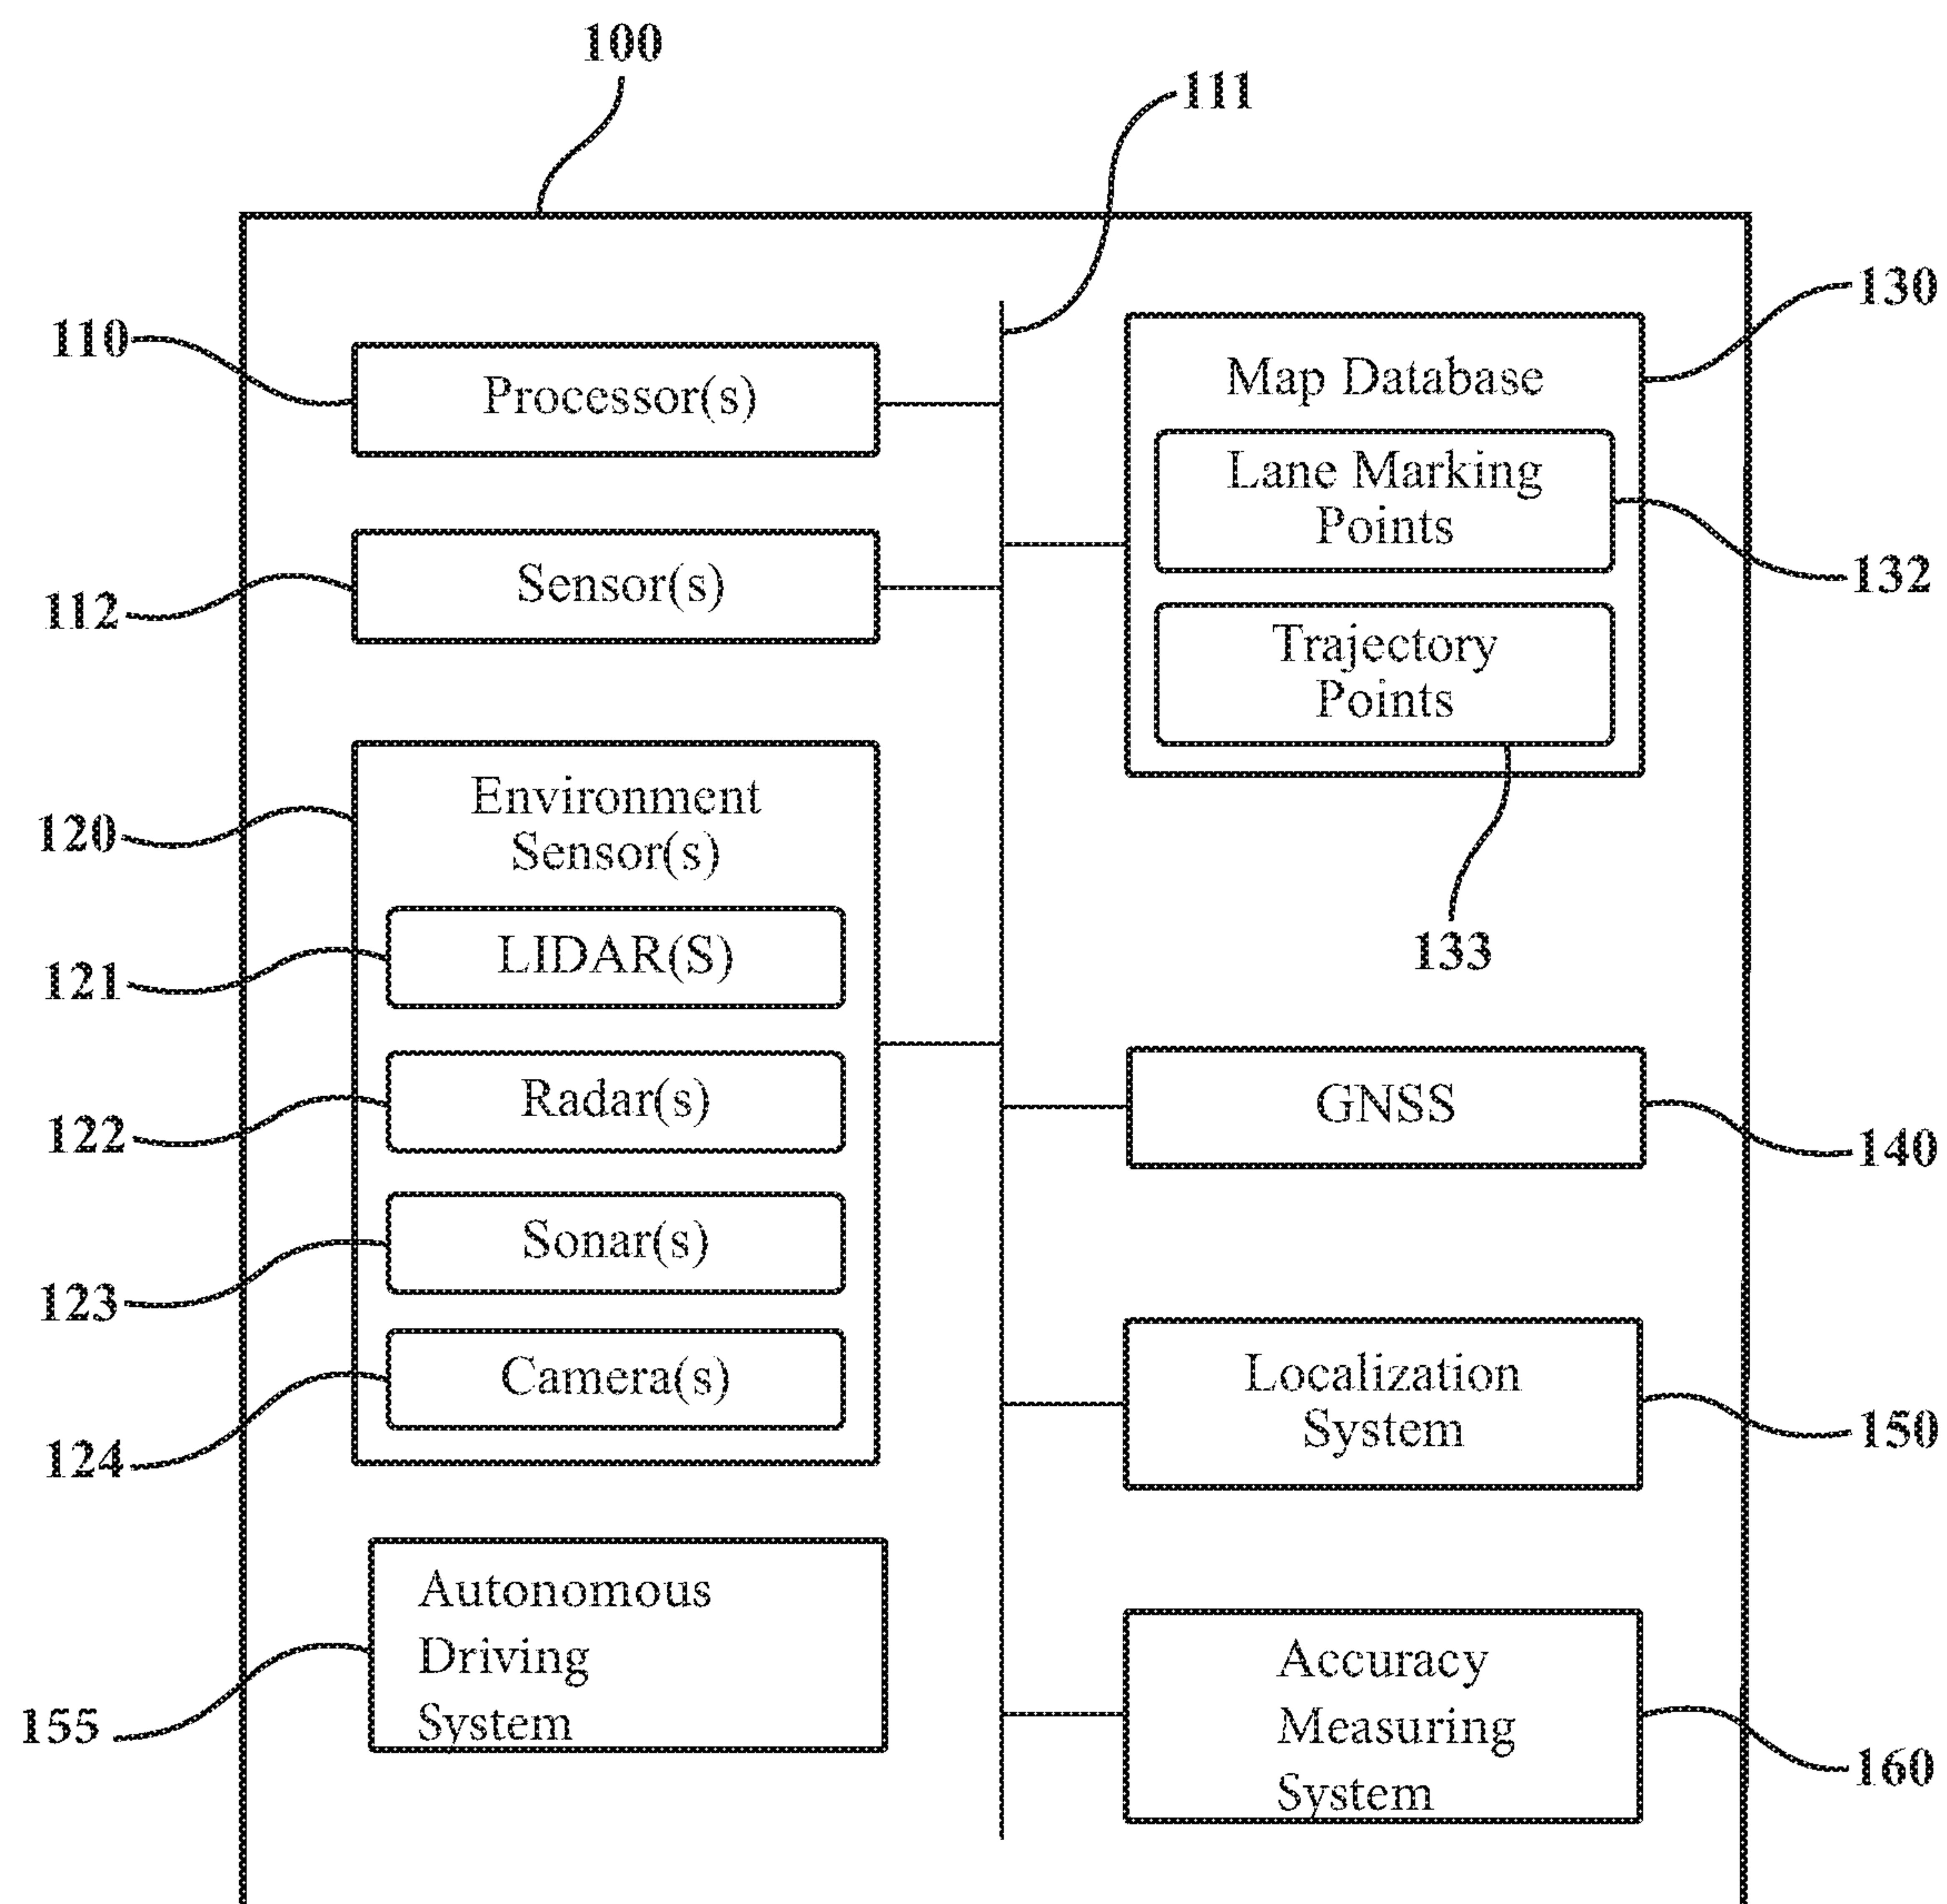 100
111
130
110
Processor(s)
Map Database
Lane Marking
Points
132
112
Sensor(s)
Trajectory
Points
133
120
Environment
Sensor(s)
121
LIDAR(S)
122
Radar(s)
GNSS
140
123
Sonar(s)
124
Camera(s)
Localization
System
150
155
Autonomous
Driving
System
Accuracy
Measuring
System
160